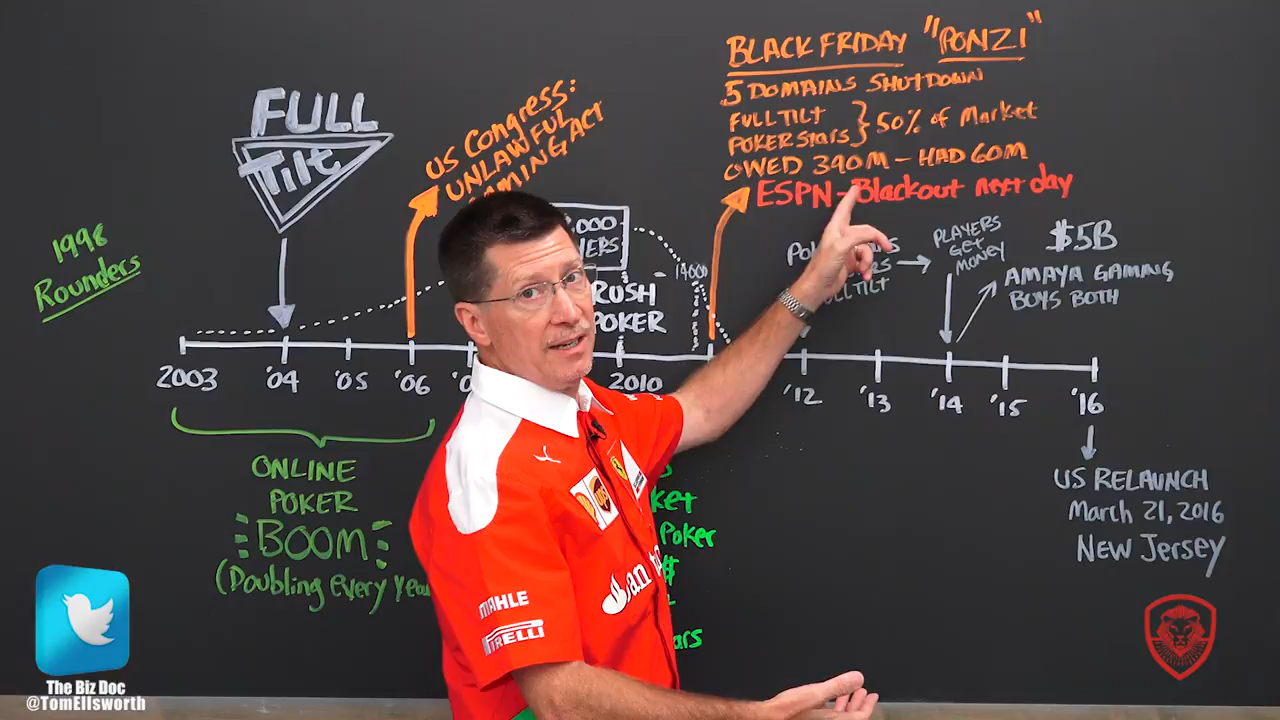 BLACK FRIDAY "PONZI"
5 DOMAINS SHUTDOWN
FULL TILT
POKERSTARS } 50% of Market
OWED 390M - HAD 60M
ESPN - Blackout next day
FULL
Tilt
US Congress:
UNLAWFUL
GAMING ACT
1998
Rounders
RUSH
POKER
14000
PLAYERS
GET
MONEY
$5B
AMAYA GAMING
BUYS BOTH
2003 '04 '05 '06 2010 '12 '13 '14 '15 '16
ONLINE
POKER
BOOM
(Doubling Every Year
Poker
$
US RELAUNCH
March 21, 2016
NEW JERSEY
MAHLE
PIRELLI
The Biz Doc
@TomEllsworth